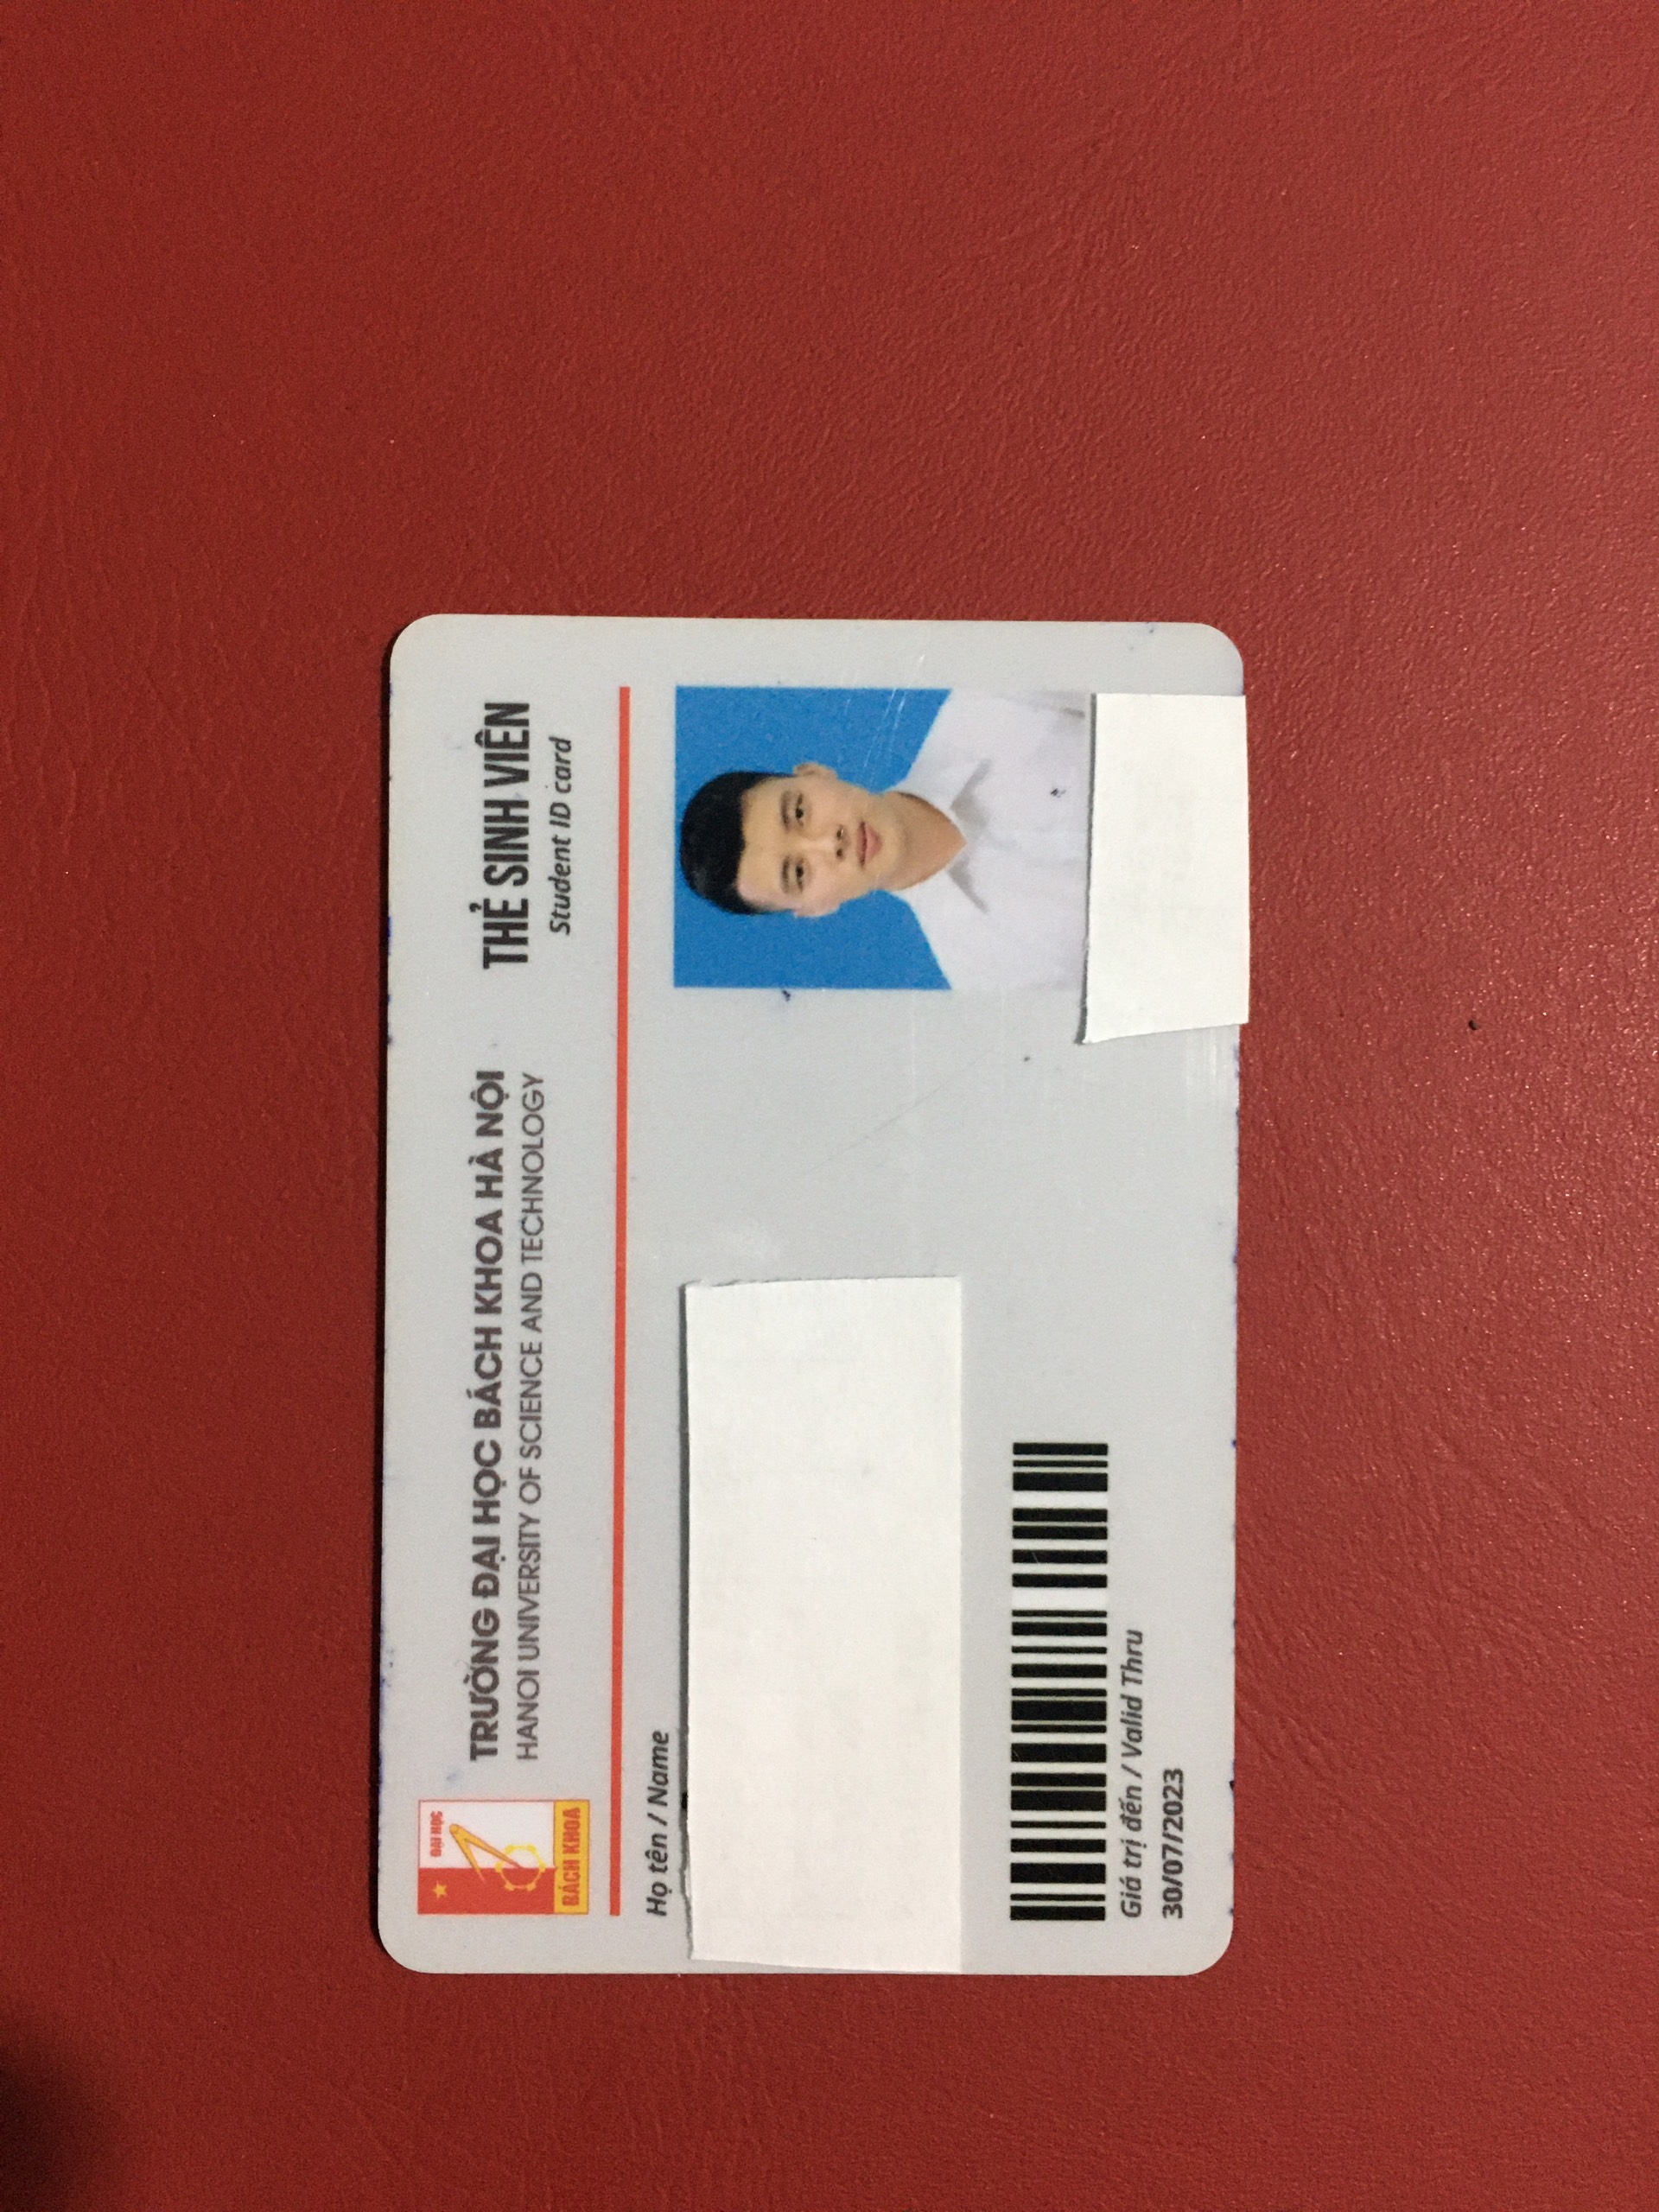 ĐẠI HỌC
BÁCH KHOA
TRƯỜNG ĐẠI HỌC BÁCH KHOA HÀ NỘI
HANOI UNIVERSITY OF SCIENCE AND TECHNOLOGY
THẺ SINH VIÊN
Student ID card
Họ tên / Name
Giá trị đến / Valid Thru
30/07/2023